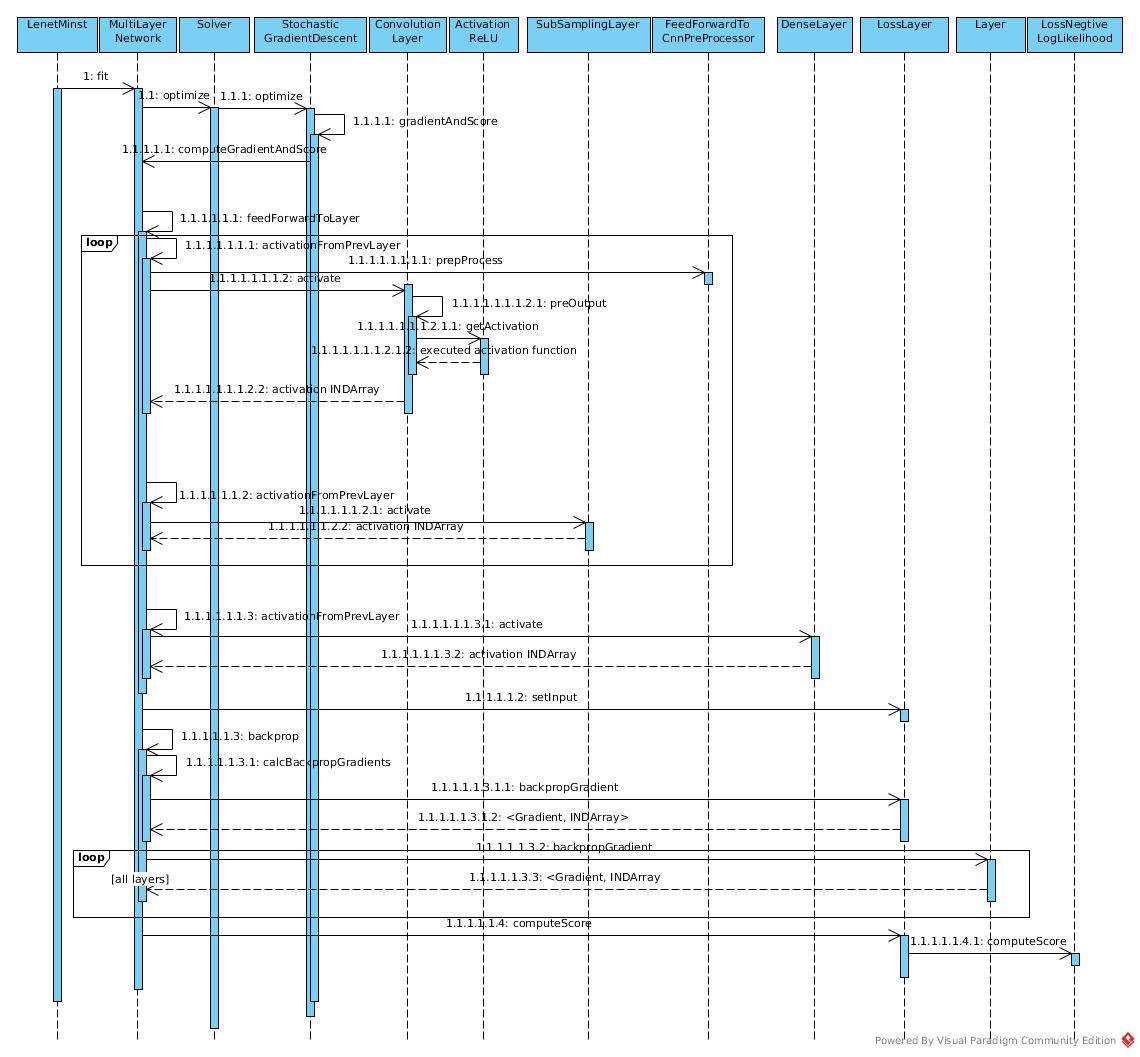 LenetMinst
MultiLayer
Network
Solver
Stochastic
GradientDescent
Convolution
Layer
Activation
ReLU
SubSamplingLayer
FeedForwardTo
CnnPreProcessor
DenseLayer
LossLayer
Layer
LossNegtive
LogLikelihood
1: fit
1.1: optimize
1.1.1: optimize
1.1.1.1: gradientAndScore
1.1.1.1.1: computeGradientAndScore
1.1.1.1.1.1: feedForwardToLayer
loop
1.1.1.1.1.1.1: activationFromPrevLayer
1.1.1.1.1.1.1.1: prepProcess
1.1.1.1.1.1.1.2: activate
1.1.1.1.1.1.1.2.1: preOutput
1.1.1.1.1.1.1.2.1.1: getActivation
1.1.1.1.1.1.1.2.1.2: executed activation function
1.1.1.1.1.1.1.2.2: activation INDArray
1.1.1.1.1.1.2: activationFromPrevLayer
1.1.1.1.1.1.2.1: activate
1.1.1.1.1.1.2.2: activation INDArray
1.1.1.1.1.1.3: activationFromPrevLayer
1.1.1.1.1.1.3.1: activate
1.1.1.1.1.1.3.2: activation INDArray
1.1.1.1.1.2: setInput
1.1.1.1.1.3: backprop
1.1.1.1.1.3.1: calcBackpropGradients
1.1.1.1.1.3.1.1: backpropGradient
1.1.1.1.1.3.1.2: <Gradient, INDArray>
loop
1.1.1.1.1.3.2: backpropGradient
[all layers]
1.1.1.1.1.3.3: <Gradient, INDArray
1.1.1.1.1.4: computeScore
1.1.1.1.1.4.1: computeScore
Powered By Visual Paradigm Community Edition